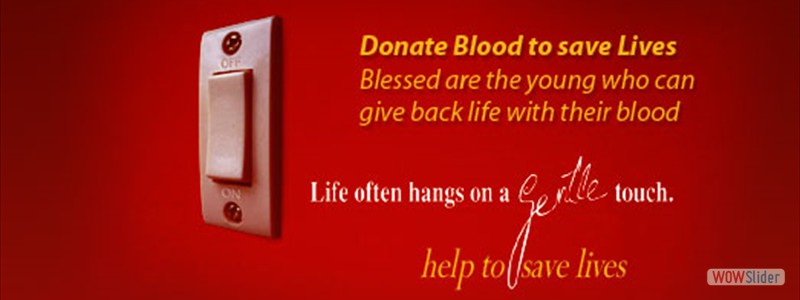 OFF
ON
Donate Blood to save Lives
Blessed are the young who can
give back life with their blood
Life often hangs on a Gentle touch.
help to save lives
WOWSlider